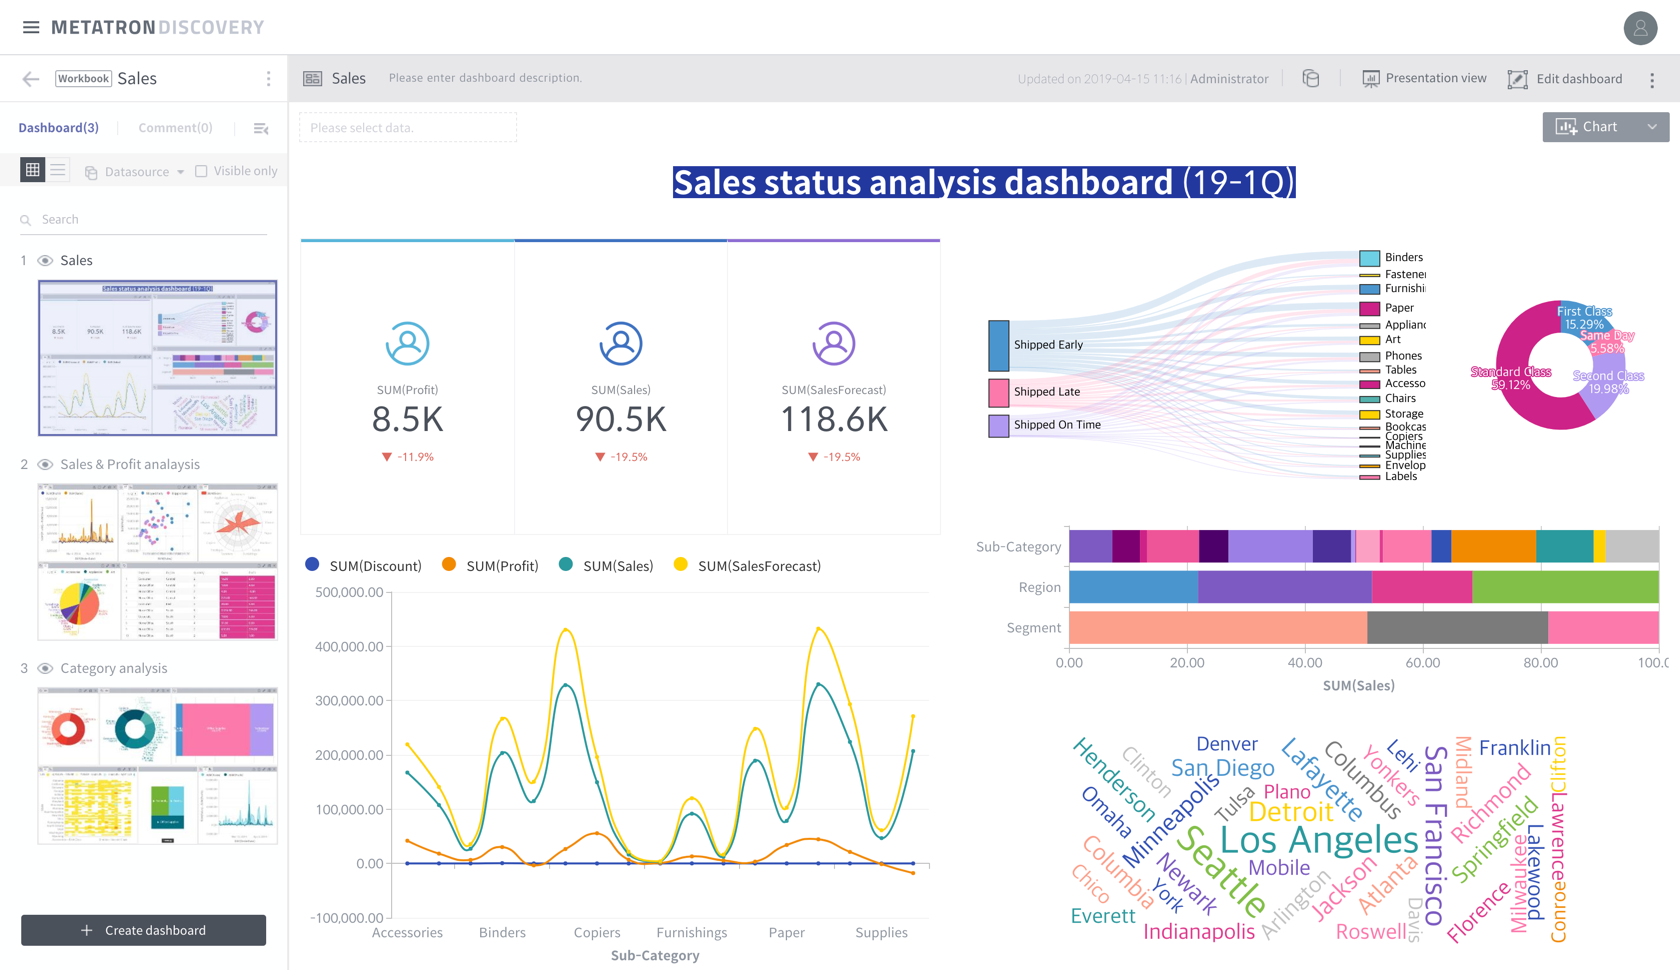 METATRON DISCOVERY
Workbook Sales
Sales Please enter dashboard description.
Updated on 2019-04-15 11:16 | Administrator
Presentation view
Edit dashboard
Dashboard(3)
Comment(0)
Datasource
Visible only
Search
1 Sales
2 Sales & Profit analaysis
3 Category analysis
+ Create dashboard
Please select data.
Chart
Sales status analysis dashboard (19-1Q)
SUM(Profit)
8.5K
▼ -11.9%
SUM(Sales)
90.5K
▼ -19.5%
SUM(SalesForecast)
118.6K
▼ -19.5%
Shipped Early
Shipped Late
Shipped On Time
Binders
Fastener
Furnishi
Paper
Applianc
Art
Phones
Tables
Accesso
Chairs
Storage
Bookcas
Copiers
Machine
Supplies
Envelop
Labels
First Class
15.29%
Same Day
5.58%
Second Class
19.98%
Standard Class
59.12%
SUM(Discount) SUM(Profit) SUM(Sales) SUM(SalesForecast)
500,000.00
400,000.00
300,000.00
200,000.00
100,000.00
0.00
-100,000.00
Accessories Binders Copiers Furnishings Paper Supplies
Sub-Category
Sub-Category
Region
Segment
0.00 20.00 40.00 60.00 80.00 100.0
SUM(Sales)
Henderson
Clinton
Denver
San Diego
Lafayette
Columbus
Yonkers
Lehi
San Francisco
Midland
Franklin
Clifton
Omaha
Minneapolis
Tulsa
Plano
Detroit
Richmond
Los Angeles
Seattle
Springfield
Lawrence
Columbia
Chico
Newark
York
Mobile
Arlington
Jackson
Atlanta
Davis
Florence
Milwaukee
Lakewood
Conroe
Everett
Indianapolis
Roswell